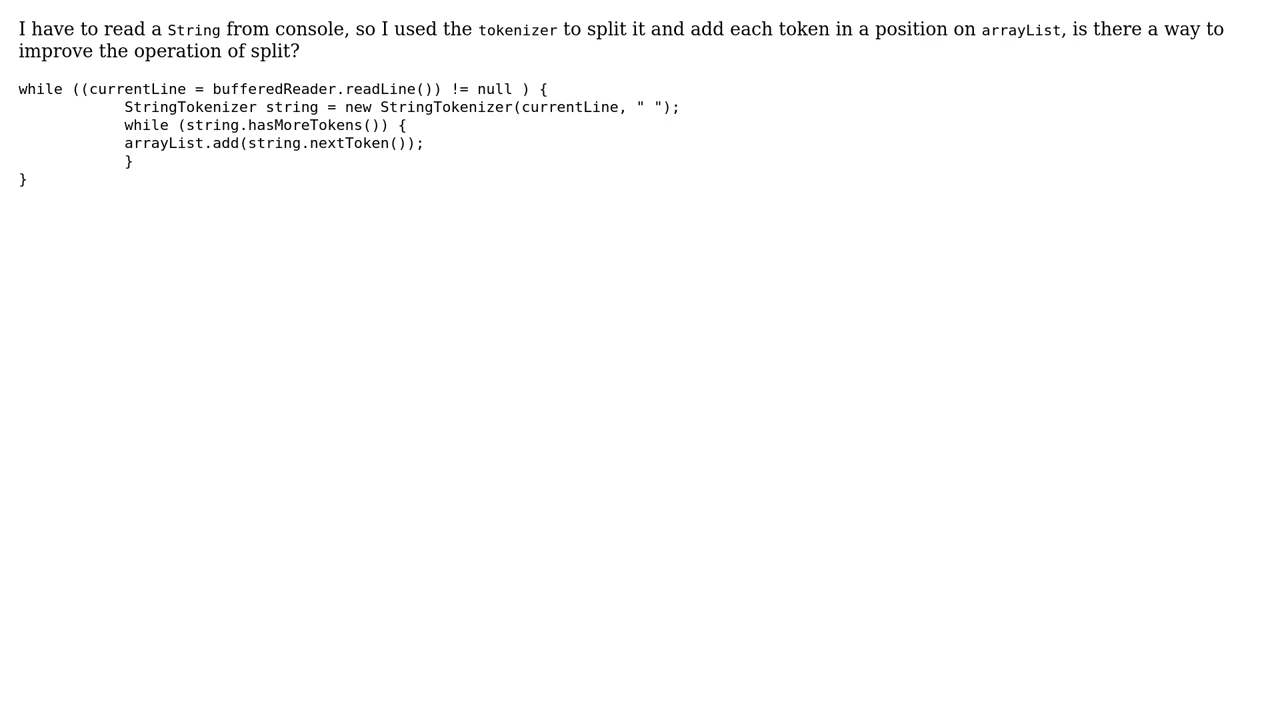 I have to read a String from console, so I used the tokenizer to split it and add each token in a position on arrayList, is there a way to
improve the operation of split?
while ((currentLine = bufferedReader.readLine()) != null ) {
            StringTokenizer string = new StringTokenizer(currentLine, " ");
            while (string.hasMoreTokens()) {
            arrayList.add(string.nextToken());
            }
}